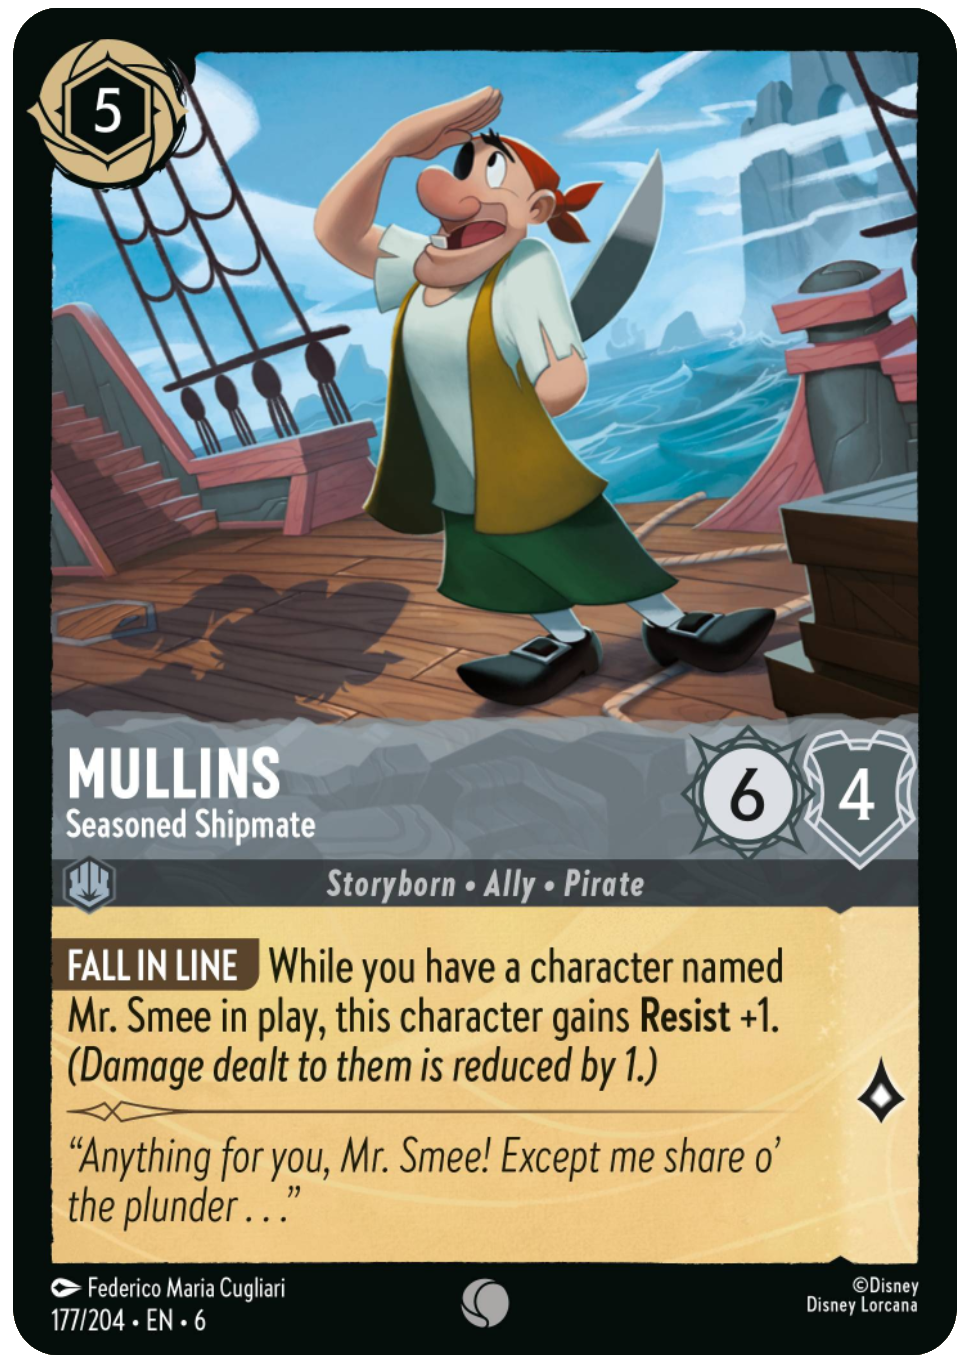 5
MULLINS
Seasoned Shipmate
6 4
Storyborn • Ally • Pirate
FALL IN LINE While you have a character named
Mr. Smee in play, this character gains Resist +1.
(Damage dealt to them is reduced by 1.)
“Anything for you, Mr. Smee! Except me share o’
the plunder . . .”
Federico Maria Cugliari
177/204 • EN • 6
©Disney
Disney Lorcana